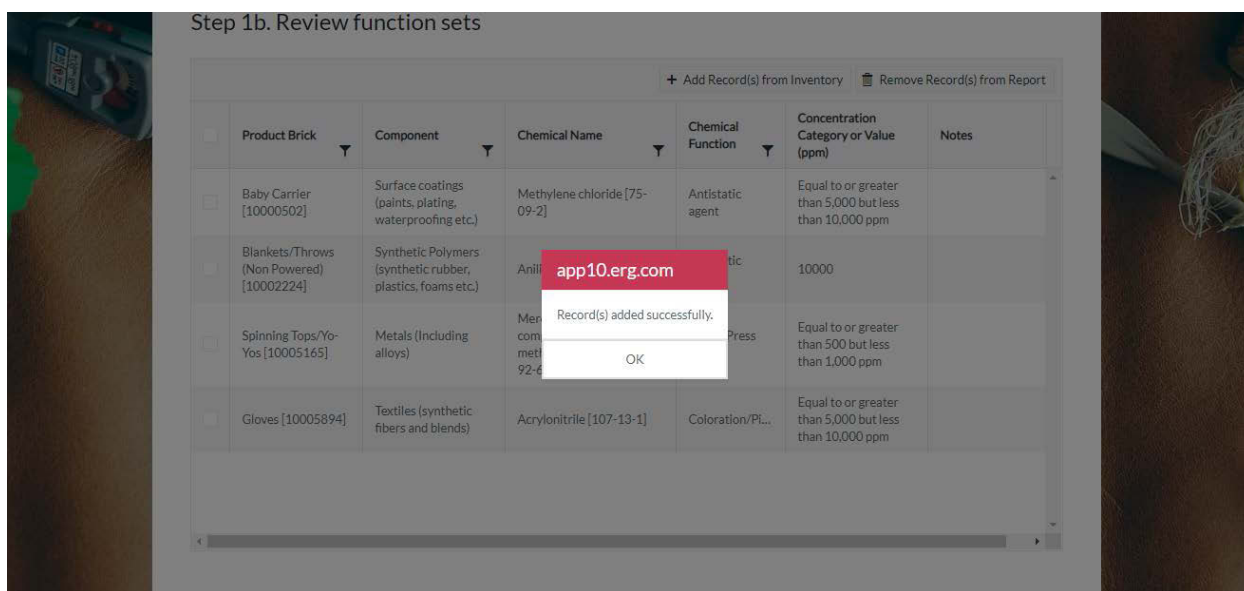 Step 1b. Review function sets
+ Add Record(s) from Inventory Remove Record(s) from Report
Product Brick
Component
Chemical Name
Chemical
Function
Concentration
Category or Value
(ppm)
Notes
Baby Carrier
[10000502]
Surface coatings
(paints, plating,
waterproofing etc.)
Methylene chloride [75-
09-2]
Antistatic
agent
Equal to or greater
than 5,000 but less
than 10,000 ppm
Blankets/Throws
(Non Powered)
[10002224]
Synthetic Polymers
(synthetic rubber,
plastics, foams etc.)
10000
Spinning Tops/Yo-
Yos [10005165]
Metals (Including
alloys)
Press
Equal to or greater
than 500 but less
than 1,000 ppm
Gloves [10005894]
Textiles (synthetic
fibers and blends)
Acrylonitrile [107-13-1]
Coloration/Pi...
Equal to or greater
than 5,000 but less
than 10,000 ppm
app10.erg.com
Record(s) added successfully.
OK